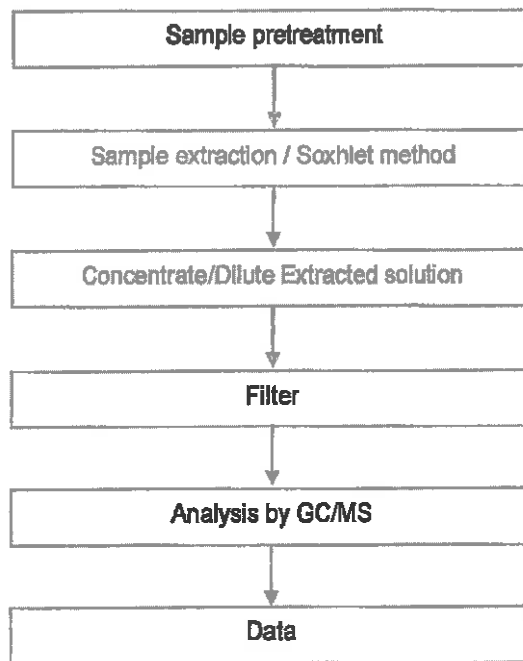 Sample pretreatment
Sample extraction / Soxhlet method
Concentrate/Dilute Extracted solution
Filter
Analysis by GC/MS
Data